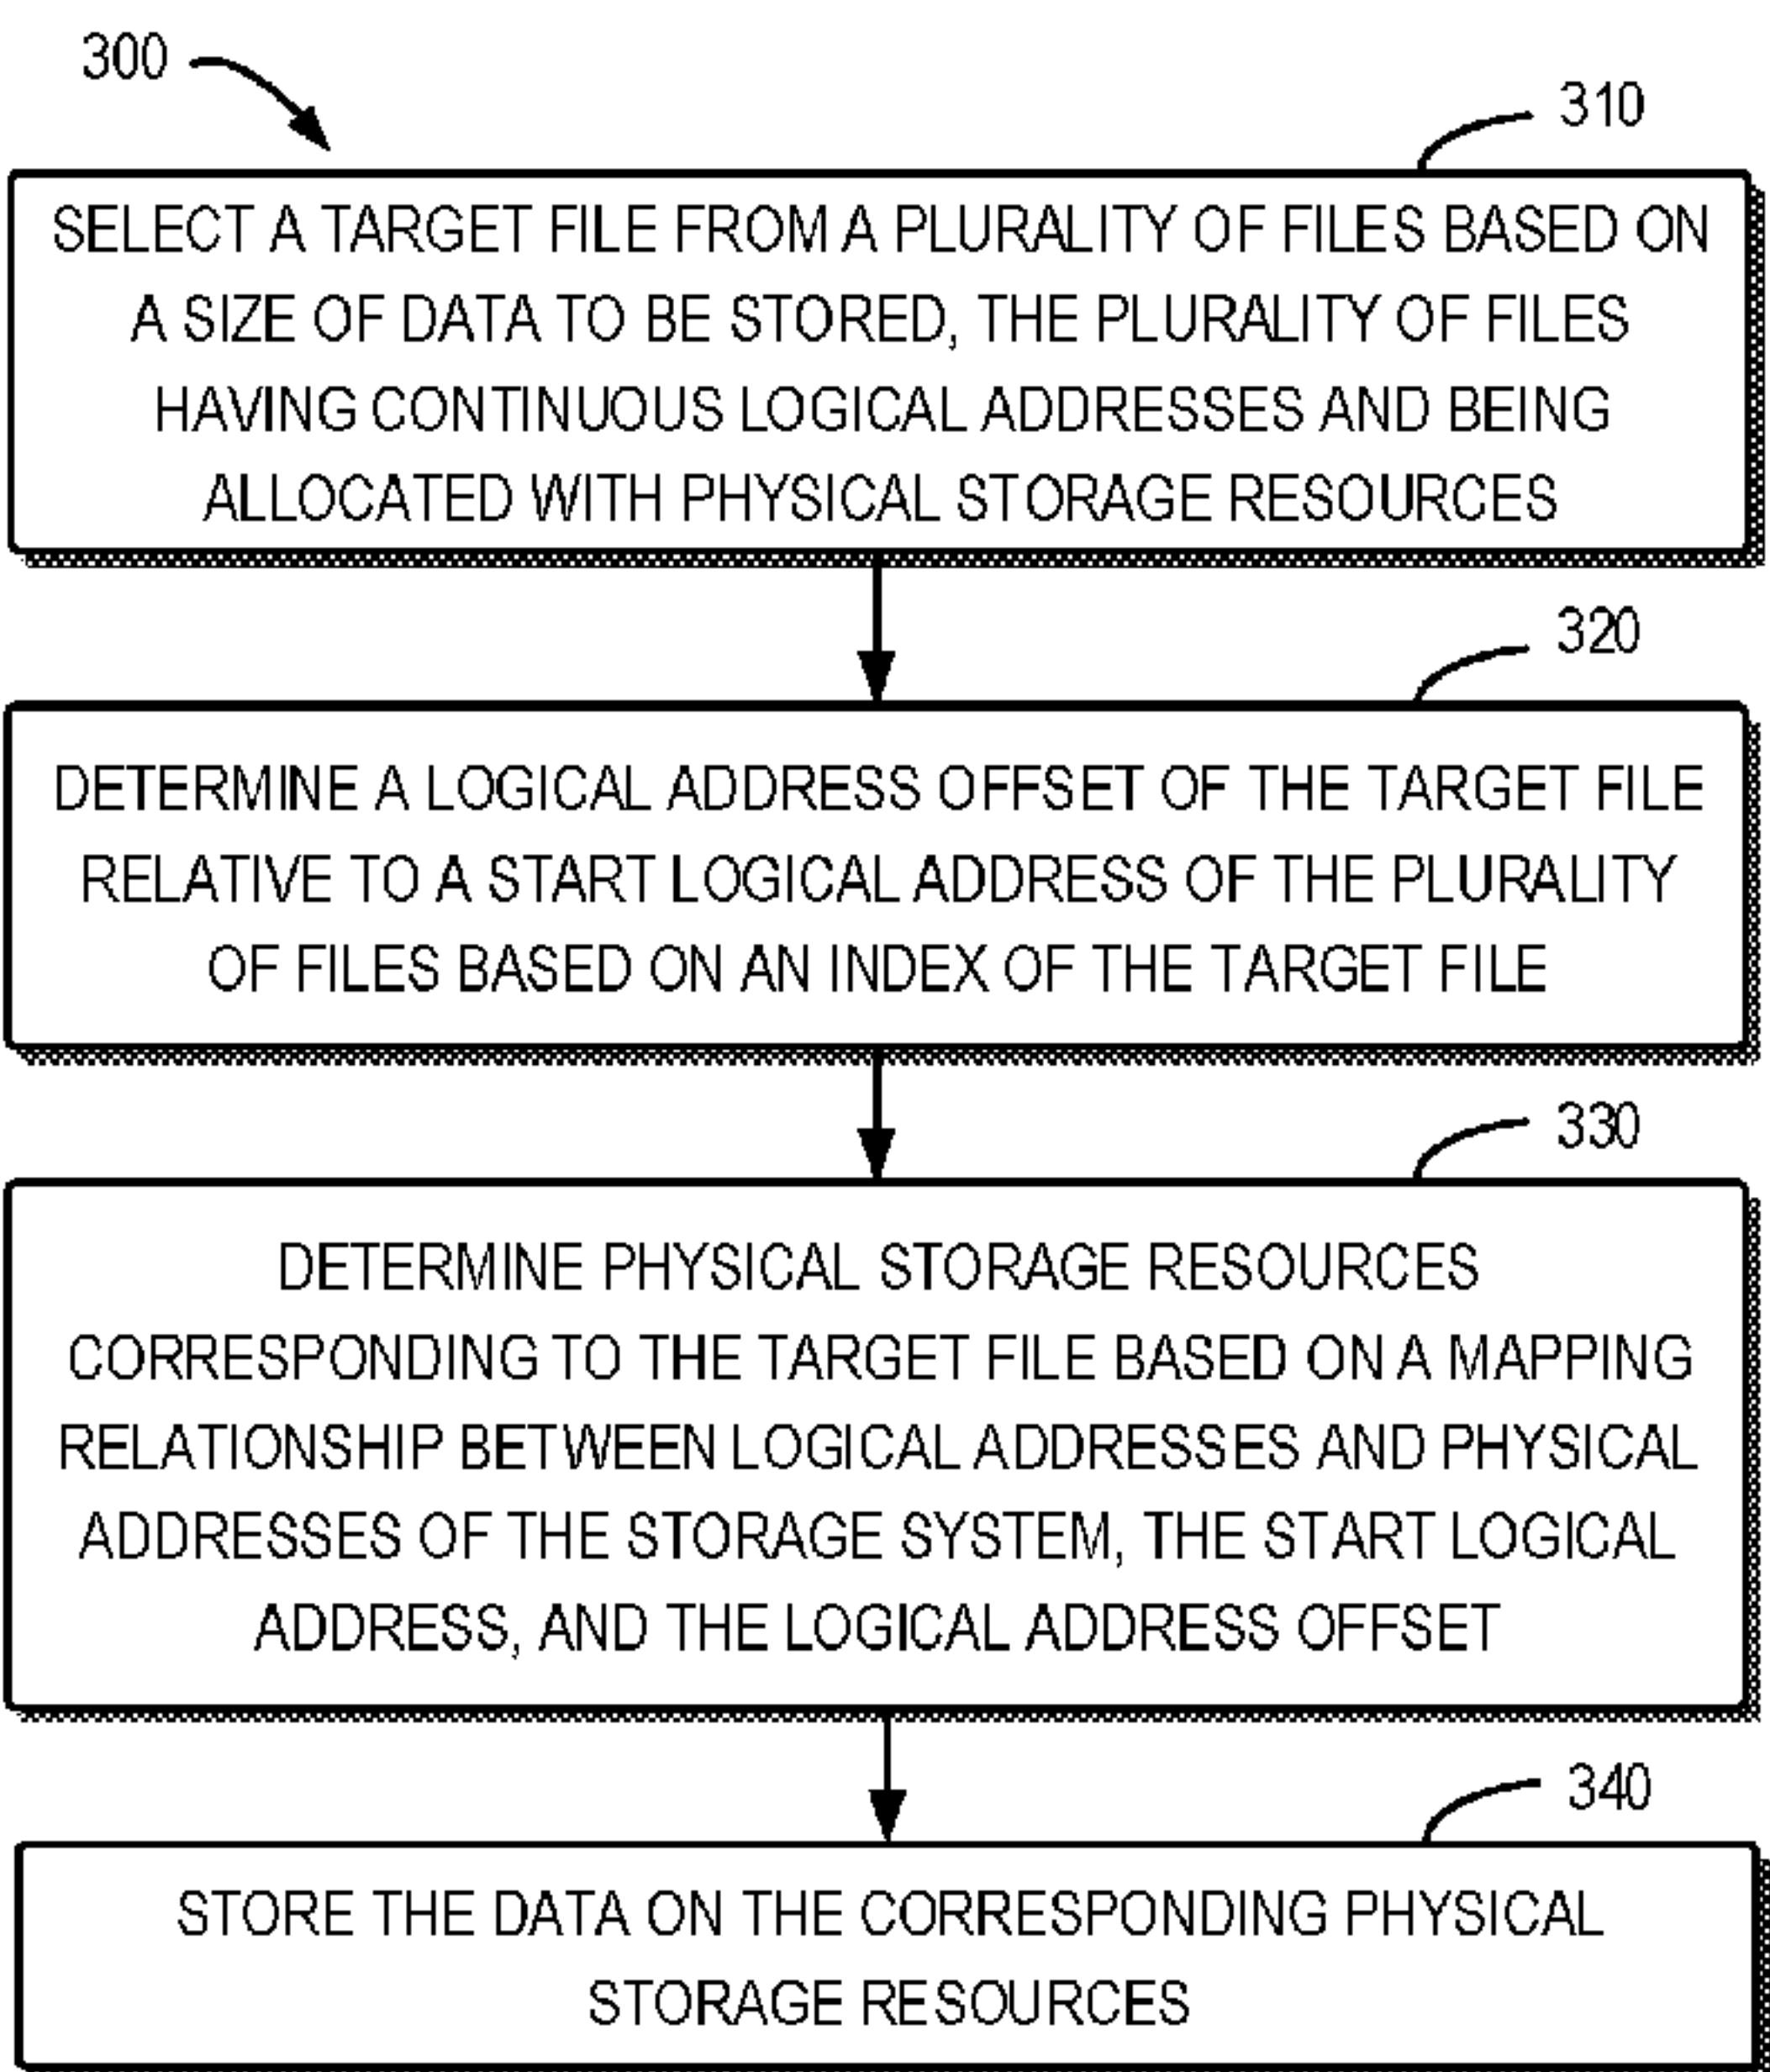 300
310
SELECT A TARGET FILE FROM A PLURALITY OF FILES BASED ON
A SIZE OF DATA TO BE STORED, THE PLURALITY OF FILES
HAVING CONTINUOUS LOGICAL ADDRESSES AND BEING
ALLOCATED WITH PHYSICAL STORAGE RESOURCES
320
DETERMINE A LOGICAL ADDRESS OFFSET OF THE TARGET FILE
RELATIVE TO A START LOGICAL ADDRESS OF THE PLURALITY
OF FILES BASED ON AN INDEX OF THE TARGET FILE
330
DETERMINE PHYSICAL STORAGE RESOURCES
CORRESPONDING TO THE TARGET FILE BASED ON A MAPPING
RELATIONSHIP BETWEEN LOGICAL ADDRESSES AND PHYSICAL
ADDRESSES OF THE STORAGE SYSTEM, THE START LOGICAL
ADDRESS, AND THE LOGICAL ADDRESS OFFSET
340
STORE THE DATA ON THE CORRESPONDING PHYSICAL
STORAGE RESOURCES